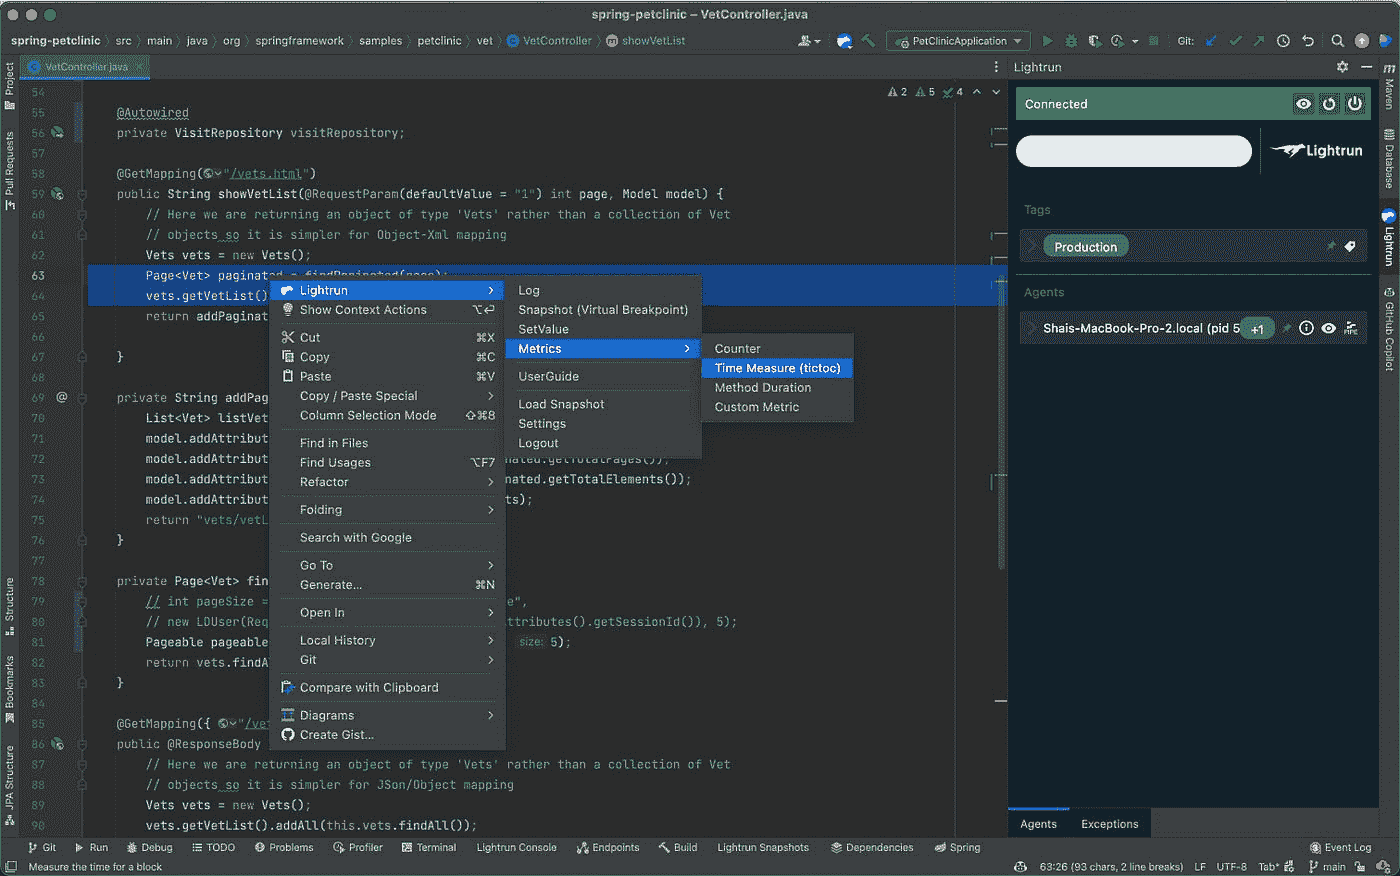 spring-petclinic – VetController.java
spring-petclinic > src > main > java > org > springframework > samples > petclinic > vet > VetController > showVetList
PetClinicApplication
Git:
Project
Pull Requests
Structure
Bookmarks
JPA Structure
VetController.java
2 5 4
54
55 @Autowired
56 private VisitRepository visitRepository;
57
58 @GetMapping("/vets.html")
59 public String showVetList(@RequestParam(defaultValue = "1") int page, Model model) {
60 // Here we are returning an object of type 'Vets' rather than a collection of Vet
61 // objects so it is simpler for Object-Xml mapping
62 Vets vets = new Vets();
63 Page<Vet> paginated = findPaginated(page);
64 vets.getVetList()
65 return addPaginat
67 }
68
69 @ private String addPag
70 List<Vet> listVet
71 model.addAttribut
72 model.addAttribut nated.getTotalPages());
73 model.addAttribut nated.getTotalElements());
74 model.addAttribut ts);
75 return "vets/vetL
76 }
77
78 private Page<Vet> fin
79 // int pageSize = e",
80 // new LDUser(Req ttributes().getSessionId()), 5);
81 Pageable pageable size: 5);
82 return vets.findAl
83 }
84
85 @GetMapping({ "/vet
86 public @ResponseBody
87 // Here we are returning an object of type 'Vets' rather than a collection of Vet
88 // objects so it is simpler for JSon/Object mapping
89 Vets vets = new Vets();
90 vets.getVetList().addAll(this.vets.findAll());
Lightrun >
Show Context Actions ⌥⏎
Cut ⌘X
Copy ⌘C
Paste ⌘V
Copy / Paste Special >
Column Selection Mode ⇧⌘8
Find in Files
Find Usages ⌥F7
Refactor >
Folding >
Search with Google
Go To >
Generate... ⌘N
Open In >
Local History >
Git >
Compare with Clipboard
Diagrams >
Create Gist...
Log
Snapshot (Virtual Breakpoint)
SetValue
Metrics >
UserGuide
Load Snapshot
Settings
Logout
Counter
Time Measure (tictoc)
Method Duration
Custom Metric
Lightrun
Connected
Lightrun
Tags
Production
Agents
Shais-MacBook-Pro-2.local (pid 5 +1
PIPE
Agents Exceptions
m Maven
Database
Lightrun
GitHub Copilot
Git Run Debug TODO Problems Profiler Terminal Lightrun Console Endpoints Build Lightrun Snapshots Dependencies Spring Event Log
Measure the time for a block
63:26 (93 chars, 2 line breaks) LF UTF-8 Tab* main